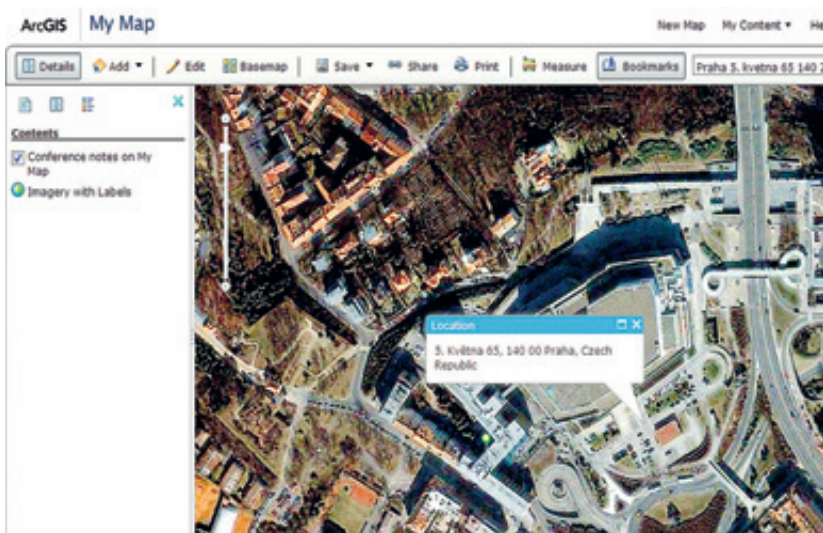 ArcGIS My Map New Map My Content He
Details Add Edit Basemap Save Share Print Measure Bookmarks Praha 5. kvetna 65 140 2
Contents
Conference notes on My
Map
Imagery with Labels
Location
5. Května 65, 140 00 Praha, Czech
Republic